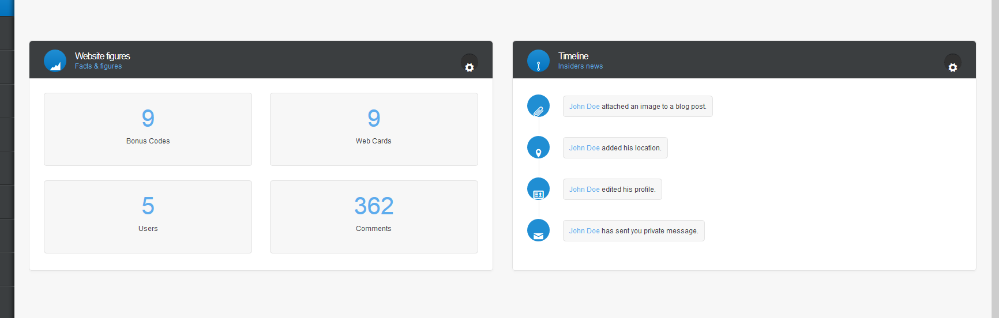 Website figures
Facts & figures
9
Bonus Codes
9
Web Cards
5
Users
362
Comments
Timeline
Insiders news
John Doe attached an image to a blog post.
John Doe added his location.
John Doe edited his profile.
John Doe has sent you private message.